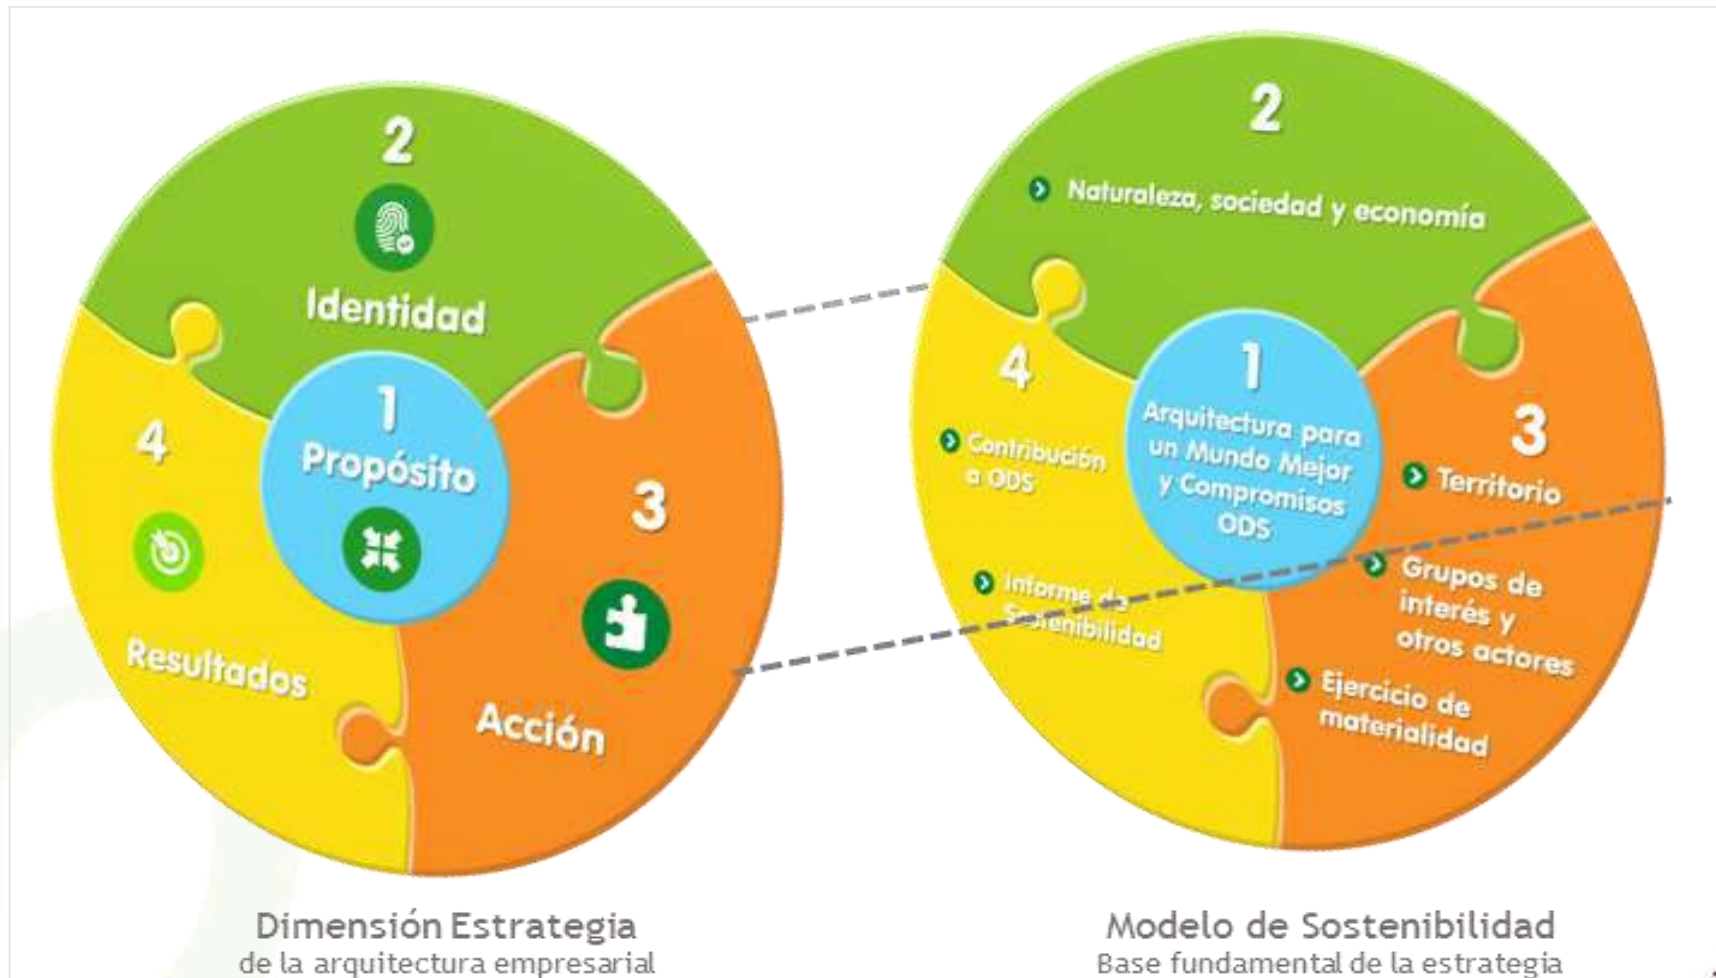 2
Identidad
1
Propósito
3
Acción
4
Resultados
Dimensión Estrategia
de la arquitectura empresarial
2
Naturaleza, sociedad y economía
1
Arquitectura para
un Mundo Mejor
y Compromisos
ODS
3
Territorio
Grupos de
interés y
otros actores
Ejercicio de
materialidad
4
Contribución
a ODS
Informe de
Sostenibilidad
Modelo de Sostenibilidad
Base fundamental de la estrategia